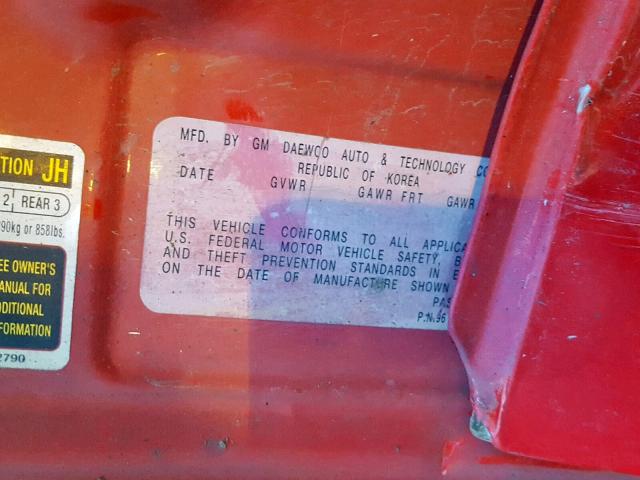 TION JH
2 REAR 3
90kg or 858lbs.
EE OWNER'S
ANUAL FOR
DDITIONAL
FORMATION
2790
MFD. BY GM DAEWOO AUTO & TECHNOLOGY CO
REPUBLIC OF KOREA
DATE GVWR GAWR FRT GAWR
THIS VEHICLE CONFORMS TO ALL APPLICA
U.S. FEDERAL MOTOR VEHICLE SAFETY, B
AND THEFT PREVENTION STANDARDS IN E
ON THE DATE OF MANUFACTURE SHOWN
PAS
P.N.96